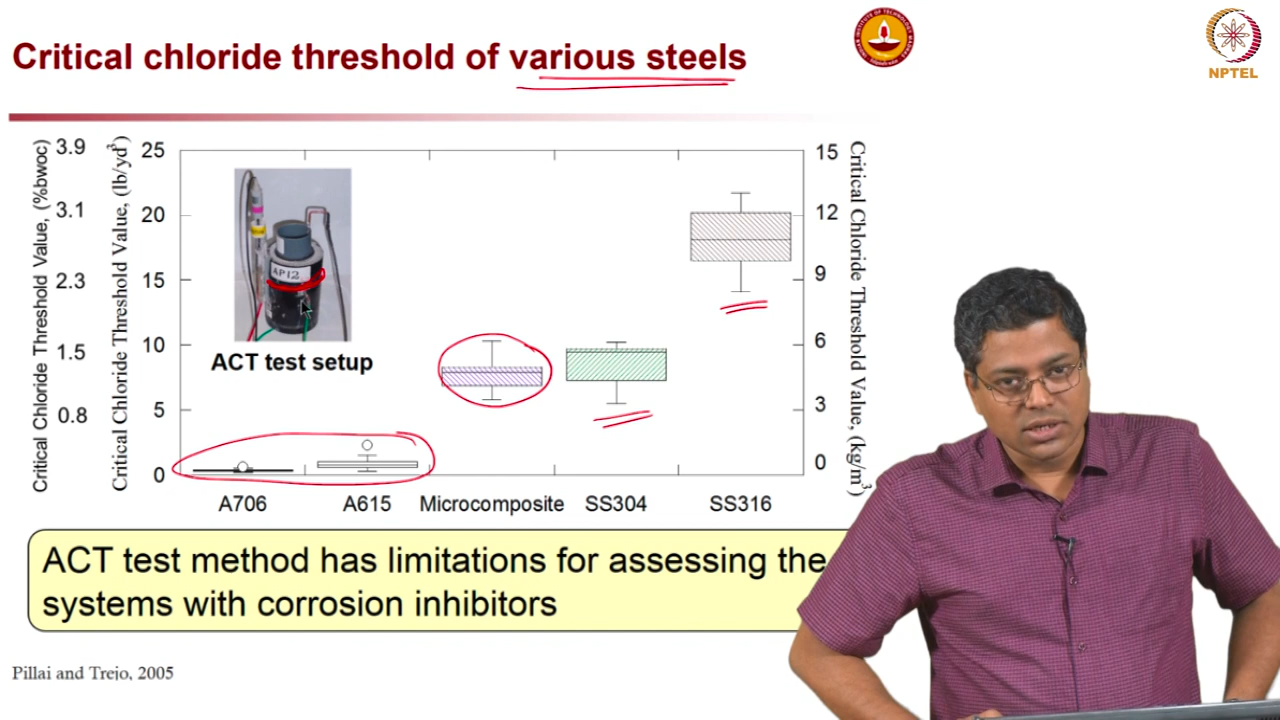 Critical chloride threshold of various steels
NPTEL
Critical Chloride Threshold Value, (%bwoc)
3.9
3.1
2.3
1.5
0.8
Critical Chloride Threshold Value, (lb/yd³)
25
20
15
10
5
0
AP12
ACT test setup
15
12
9
6
3
0
Critical Chloride Threshold Value, (kg/m³)
A706
A615
Microcomposite
SS304
SS316
ACT test method has limitations for assessing the
systems with corrosion inhibitors
Pillai and Trejo, 2005